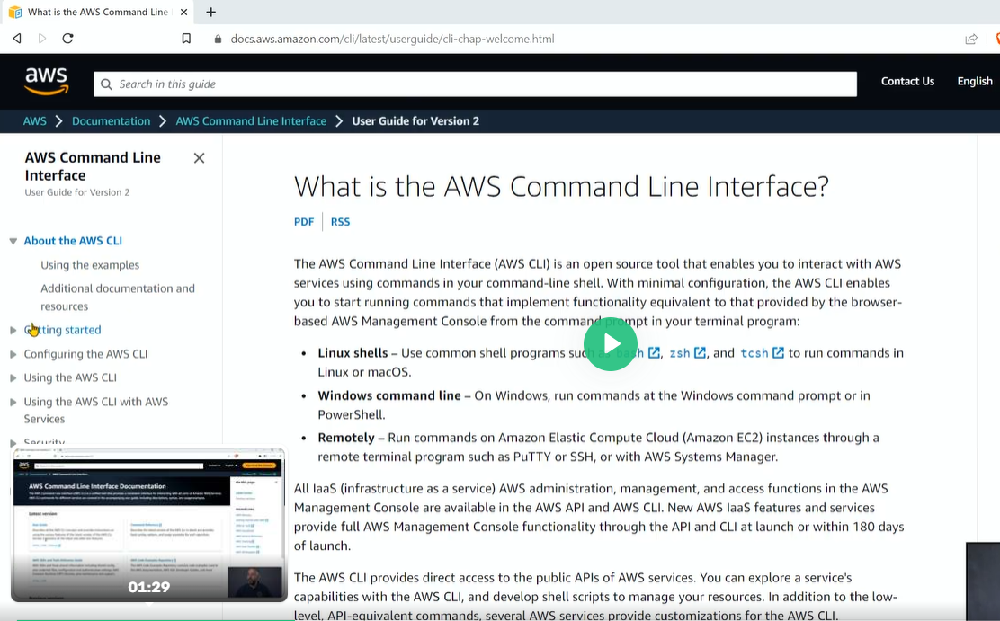 What is the AWS Command Line
docs.aws.amazon.com/cli/latest/userguide/cli-chap-welcome.html
aws
Search in this guide
Contact Us
English
AWS
Documentation
AWS Command Line Interface
User Guide for Version 2
AWS Command Line
Interface
User Guide for Version 2
About the AWS CLI
Using the examples
Additional documentation and
resources
Getting started
Configuring the AWS CLI
Using the AWS CLI
Using the AWS CLI with AWS
Services
Security
What is the AWS Command Line Interface?
PDF
RSS
The AWS Command Line Interface (AWS CLI) is an open source tool that enables you to interact with AWS
services using commands in your command-line shell. With minimal configuration, the AWS CLI enables
you to start running commands that implement functionality equivalent to that provided by the browser-
based AWS Management Console from the command prompt in your terminal program:
• Linux shells – Use common shell programs such as bash, zsh, and tcsh to run commands in
Linux or macOS.
• Windows command line – On Windows, run commands at the Windows command prompt or in
PowerShell.
• Remotely – Run commands on Amazon Elastic Compute Cloud (Amazon EC2) instances through a
remote terminal program such as PuTTY or SSH, or with AWS Systems Manager.
All IaaS (infrastructure as a service) AWS administration, management, and access functions in the AWS
Management Console are available in the AWS API and AWS CLI. New AWS IaaS features and services
provide full AWS Management Console functionality through the API and CLI at launch or within 180 days
of launch.
The AWS CLI provides direct access to the public APIs of AWS services. You can explore a service's
capabilities with the AWS CLI, and develop shell scripts to manage your resources. In addition to the low-
level, API-equivalent commands, several AWS services provide customizations for the AWS CLI.
AWS Command Line Interface Documentation
Latest version
01:29